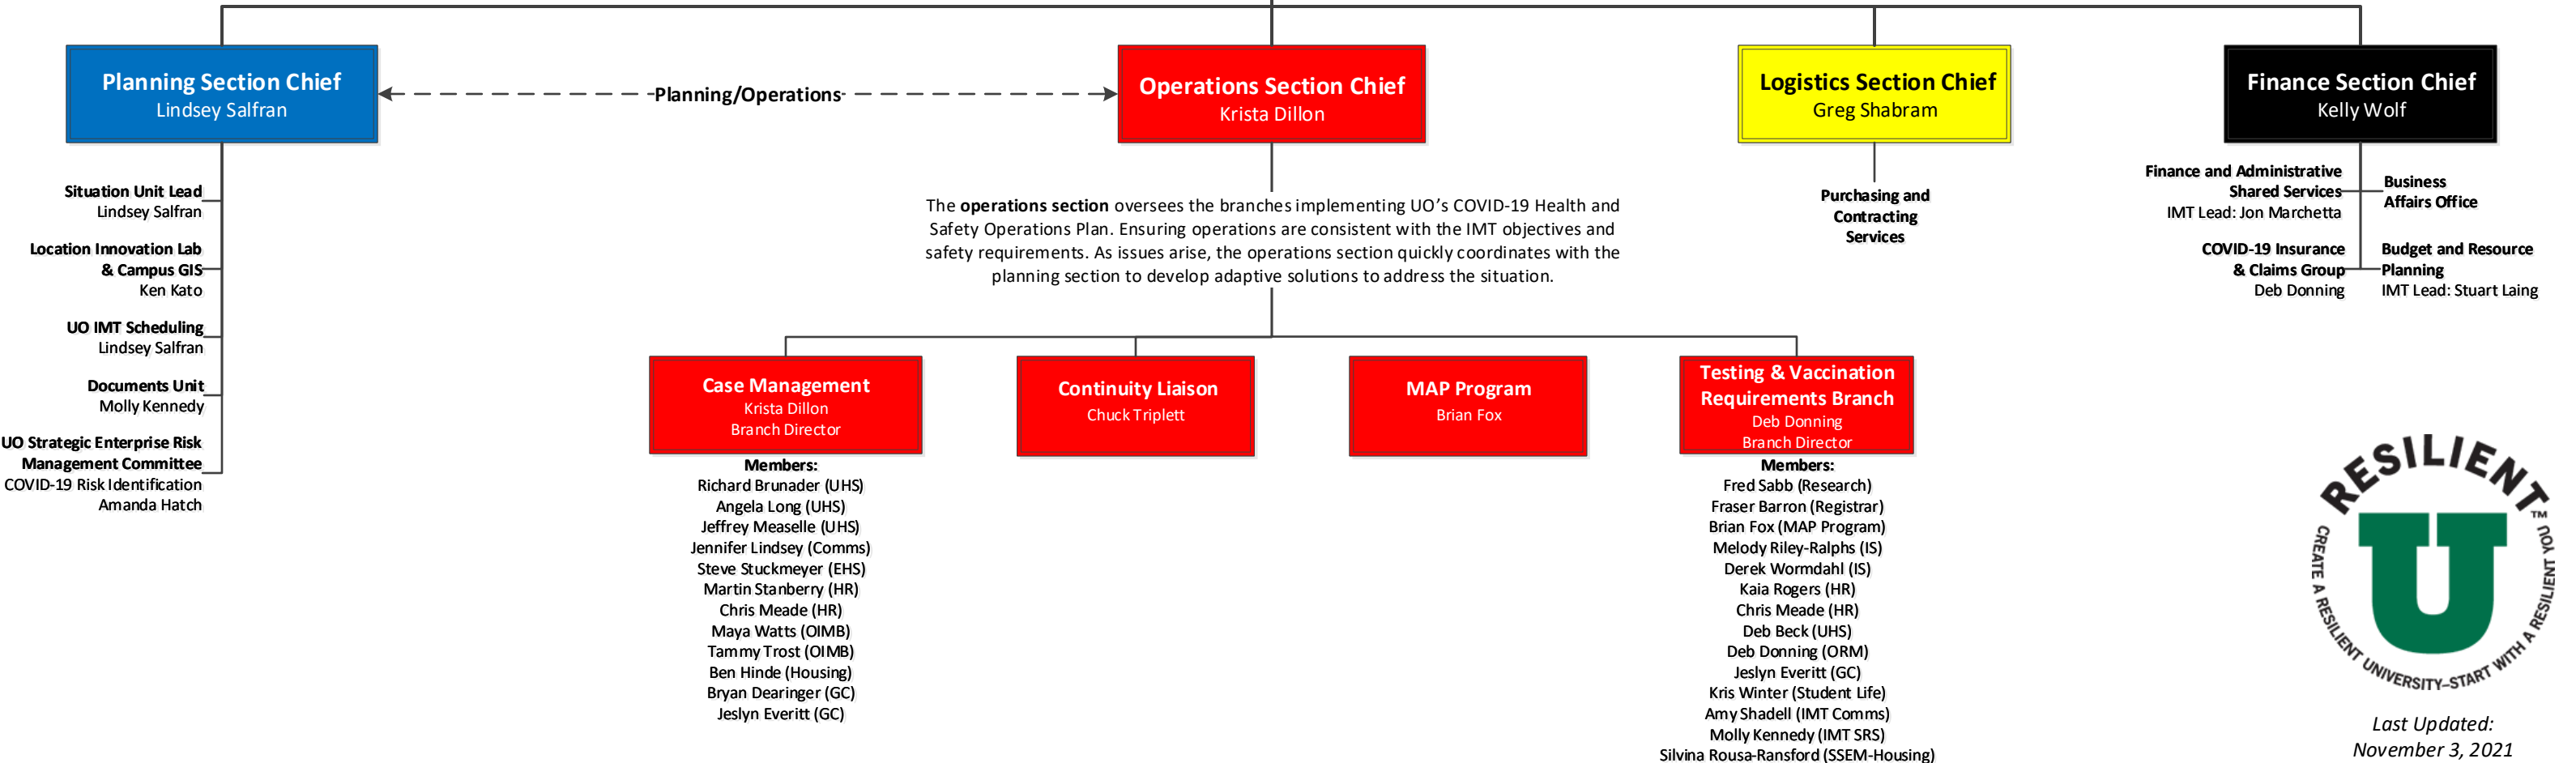 Planning Section Chief
Lindsey Salfran
Planning/Operations
Operations Section Chief
Krista Dillon
Logistics Section Chief
Greg Shabram
Finance Section Chief
Kelly Wolf
Situation Unit Lead
Lindsey Salfran
Location Innovation Lab
& Campus GIS
Ken Kato
UO IMT Scheduling
Lindsey Salfran
Documents Unit
Molly Kennedy
UO Strategic Enterprise Risk
Management Committee
COVID-19 Risk Identification
Amanda Hatch
The operations section oversees the branches implementing UO's COVID-19 Health and
Safety Operations Plan. Ensuring operations are consistent with the IMT objectives and
safety requirements. As issues arise, the operations section quickly coordinates with the
planning section to develop adaptive solutions to address the situation.
Purchasing and
Contracting
Services
Finance and Administrative
Shared Services
IMT Lead: Jon Marchetta
COVID-19 Insurance
& Claims Group
Deb Donning
Business
Affairs Office
Budget and Resource
Planning
IMT Lead: Stuart Laing
Case Management
Krista Dillon
Branch Director
Members:
Richard Brunader (UHS)
Angela Long (UHS)
Jeffrey Measelle (UHS)
Jennifer Lindsey (Comms)
Steve Stuckmeyer (EHS)
Martin Stanberry (HR)
Chris Meade (HR)
Maya Watts (OIMB)
Tammy Trost (OIMB)
Ben Hinde (Housing)
Bryan Dearinger (GC)
Jeslyn Everitt (GC)
Continuity Liaison
Chuck Triplett
MAP Program
Brian Fox
Testing & Vaccination
Requirements Branch
Deb Donning
Branch Director
Members:
Fred Sabb (Research)
Fraser Barron (Registrar)
Brian Fox (MAP Program)
Melody Riley-Ralphs (IS)
Derek Wormdahl (IS)
Kaia Rogers (HR)
Chris Meade (HR)
Deb Beck (UHS)
Deb Donning (ORM)
Jeslyn Everitt (GC)
Kris Winter (Student Life)
Amy Shadell (IMT Comms)
Molly Kennedy (IMT SRS)
Silvina Rousa-Ransford (SSEM-Housing)
RESILIENT™
U
CREATE A RESILIENT UNIVERSITY–START WITH A RESILIENT YOU
Last Updated:
November 3, 2021